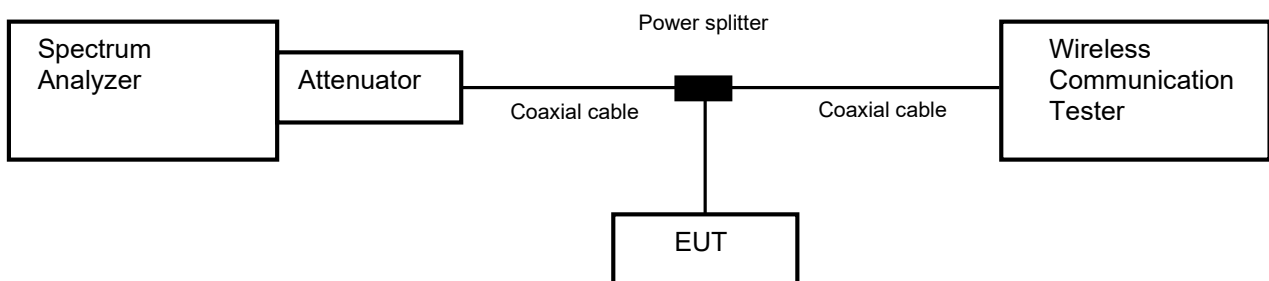 Power splitter
Spectrum
Analyzer
Attenuator
Wireless
Communication
Tester
Coaxial cable
Coaxial cable
EUT